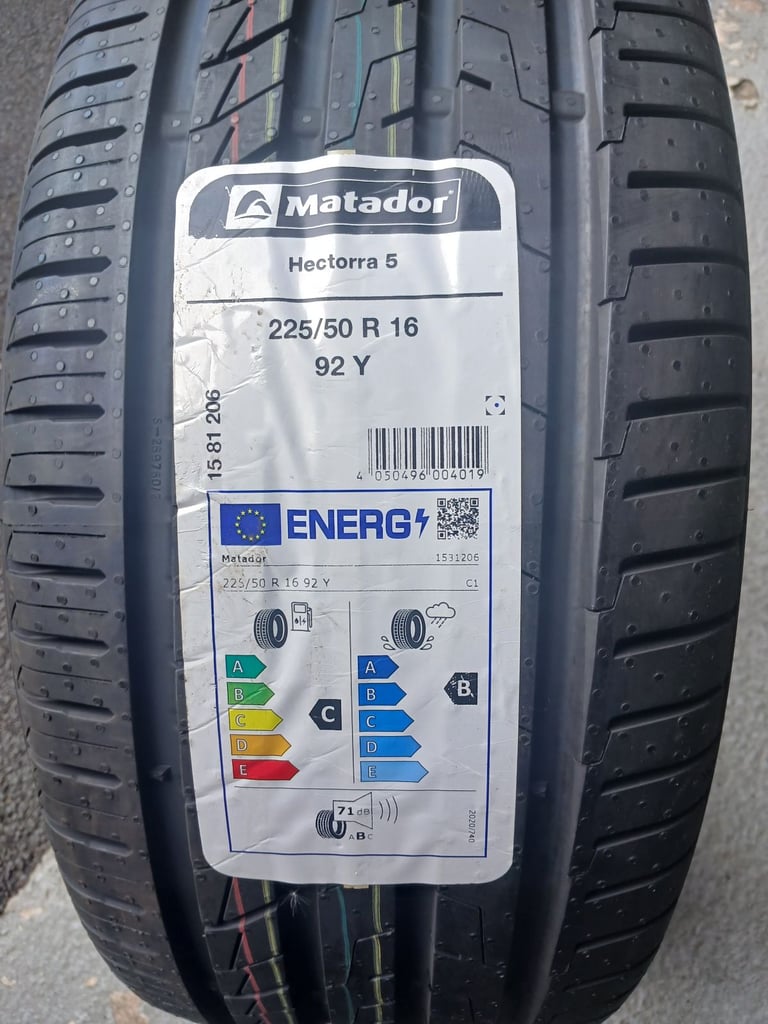 Matador
Hectorra 5
225/50 R 16
92 Y
15 81 206
4 050496 004019
ENERG
Matador 1531206
225/50 R 16 92 Y C1
A
B
C
D
E
C
A
B
C
D
E
B
71 dB
ABC
2020/740